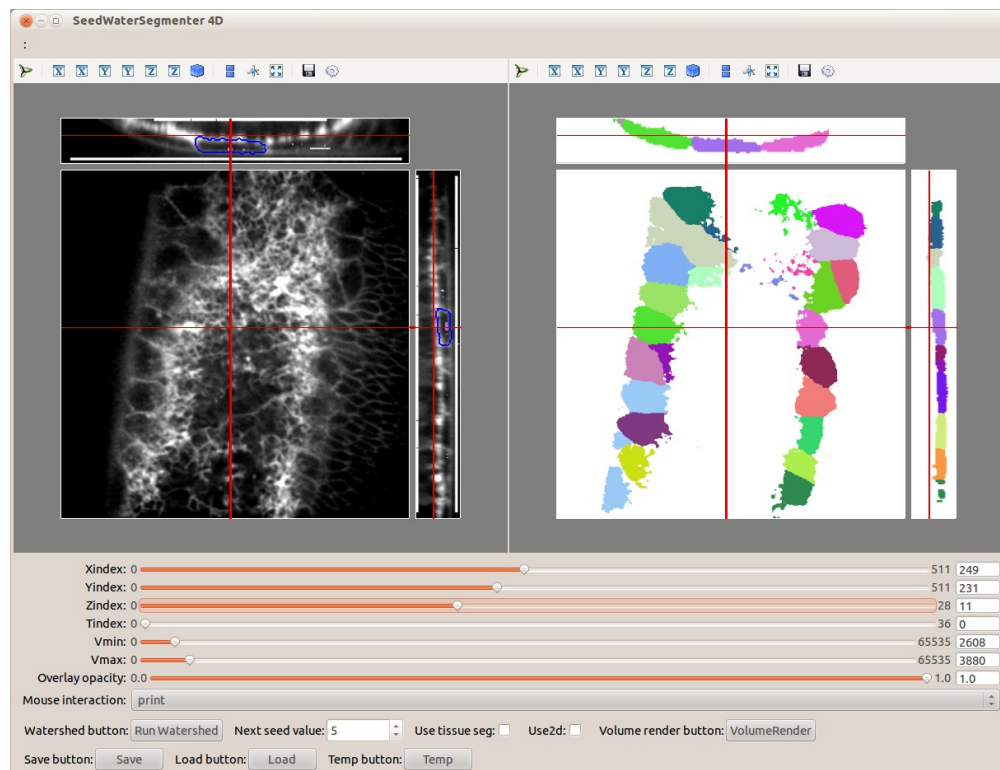 SeedWaterSegmenter 4D
:
X X Y Y Z Z X X Y Y Z Z
Xindex: 0 511 249
Yindex: 0 511 231
Zindex: 0 28 11
Tindex: 0 36 0
Vmin: 0 65535 2608
Vmax: 0 65535 3880
Overlay opacity: 0.0 1.0 1.0
Mouse interaction: print
Watershed button: Run Watershed Next seed value: 5 Use tissue seg: Use2d: Volume render button: VolumeRender
Save button: Save Load button: Load Temp button: Temp